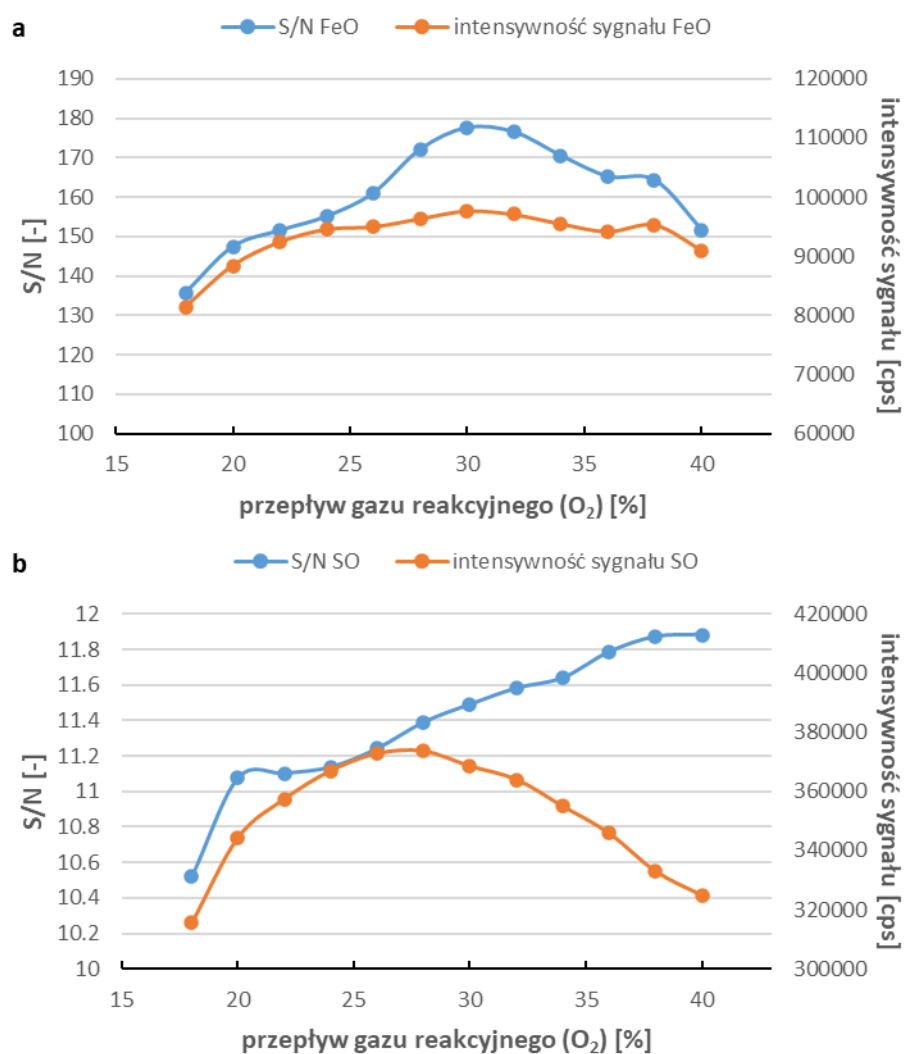 a
S/N FeO intensywność sygnału FeO
190 120000
180 110000
170 100000
160 90000
150 80000
140 70000
130 60000
120
110
100
S/N [-]
intensywność sygnału [cps]
15 20 25 30 35 40
przepływ gazu reakcyjnego (O₂) [%]
b
S/N SO intensywność sygnału SO
12 420000
11.8 400000
11.6 380000
11.4 360000
11.2 340000
11 320000
10.8 300000
10.6
10.4
10.2
10
S/N [-]
intensywność sygnału [cps]
15 20 25 30 35 40
przepływ gazu reakcyjnego (O₂) [%]